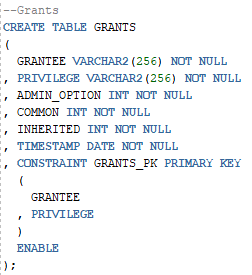 --Grants
CREATE TABLE GRANTS
(
GRANTEE VARCHAR2(256) NOT NULL
, PRIVILEGE VARCHAR2(256) NOT NULL
, ADMIN_OPTION INT NOT NULL
, COMMON INT NOT NULL
, INHERITED INT NOT NULL
, TIMESTAMP DATE NOT NULL
, CONSTRAINT GRANTS_PK PRIMARY KEY
(
GRANTEE
, PRIVILEGE
)
ENABLE
);